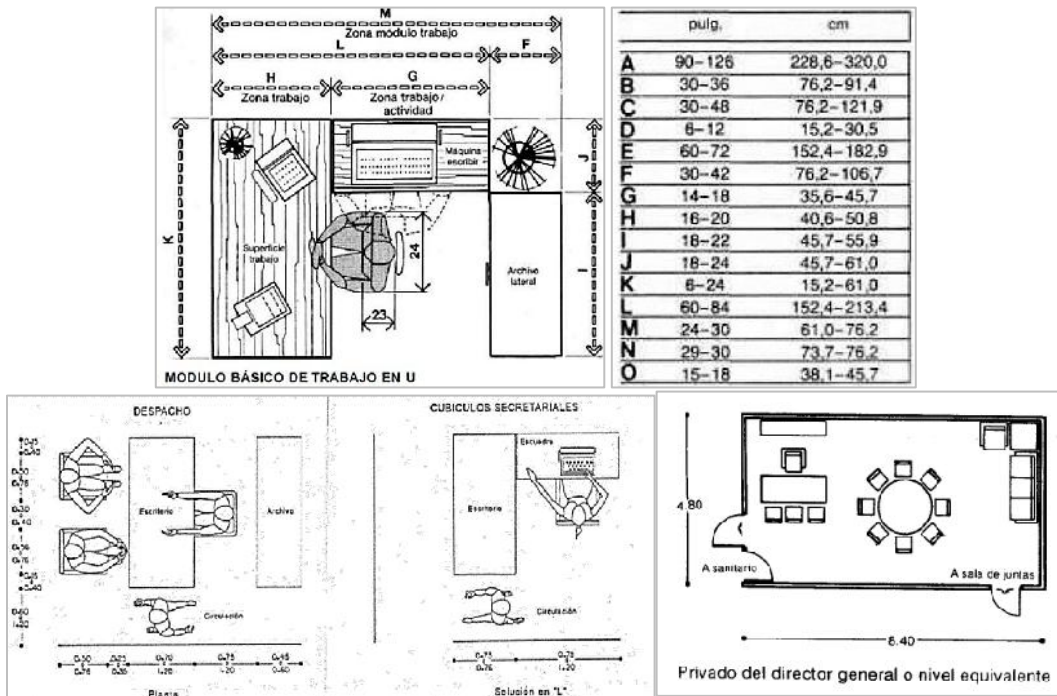 M
Zona módulo trabajo
L
F
H
G
Zona trabajo
Zona trabajo/
actividad
Máquina
escribir
J
K
Superficie
trabajo
24
Archivo
lateral
I
23
MODULO BÁSICO DE TRABAJO EN U
pulg. cm
A 90–126 228,6–320,0
B 30–36 76,2–91,4
C 30–48 76,2–121,9
D 6–12 15,2–30,5
E 60–72 152,4–182,9
F 30–42 76,2–106,7
G 14–18 35,6–45,7
H 16–20 40,6–50,8
I 18–22 45,7–55,9
J 18–24 45,7–61,0
K 6–24 15,2–61,0
L 60–84 152,4–213,4
M 24–30 61,0–76,2
N 29–30 73,7–76,2
O 15–18 38,1–45,7
DESPACHO
Escritorio
Archivo
Circulación
Planta
CUBICULOS SECRETARIALES
Escuadra
Escritorio
Circulación
Solución en "L"
4.80
A sanitario
A sala de juntas
8.40
Privado del director general o nivel equivalente